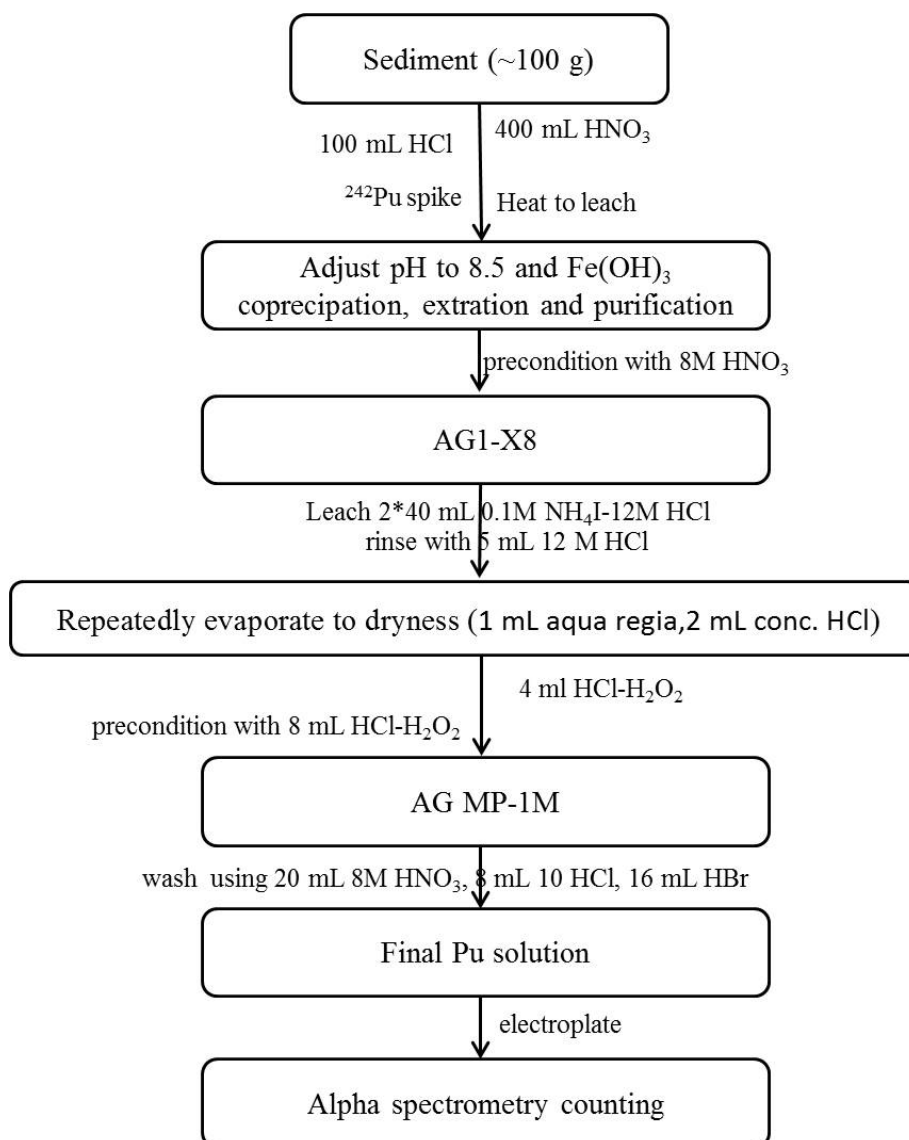 Sediment (~100 g)
100 mL HCl
400 mL HNO₃
²⁴²Pu spike
Heat to leach
Adjust pH to 8.5 and Fe(OH)₃
coprecipation, extration and purification
precondition with 8M HNO₃
AG1-X8
Leach 2*40 mL 0.1M NH₄I-12M HCl
rinse with 5 mL 12 M HCl
Repeatedly evaporate to dryness (1 mL aqua regia,2 mL conc. HCl)
4 ml HCl-H₂O₂
precondition with 8 mL HCl-H₂O₂
AG MP-1M
wash using 20 mL 8M HNO₃, 8 mL 10 HCl, 16 mL HBr
Final Pu solution
electroplate
Alpha spectrometry counting